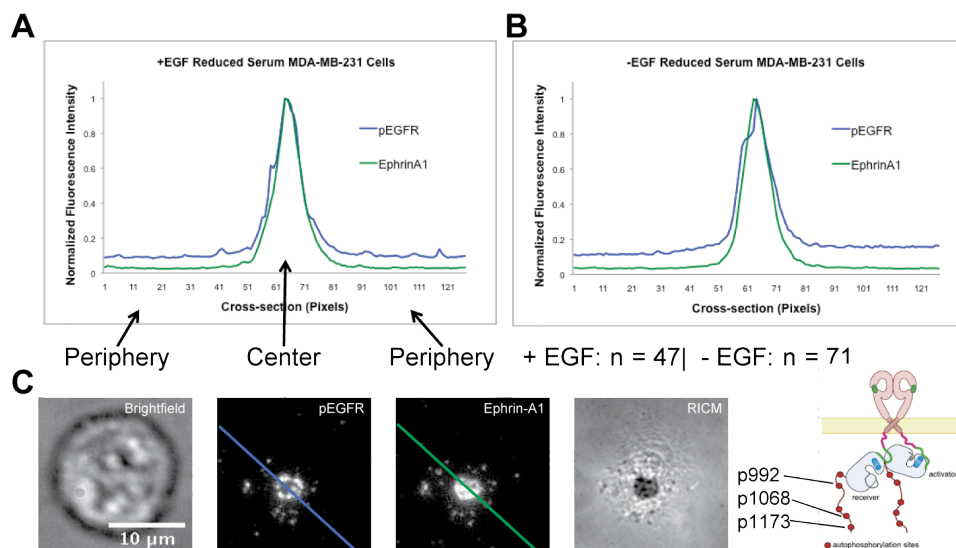 A
+EGF Reduced Serum MDA-MB-231 Cells
Normalized Fluorescence Intensity
1
0.8
0.6
0.4
0.2
0
pEGFR
EphrinA1
1 11 21 31 41 51 61 71 81 91 101 111 121
Cross-section (Pixels)
Periphery
Center
Periphery
B
-EGF Reduced Serum MDA-MB-231 Cells
Normalized Fluorescence Intensity
1
0.8
0.6
0.4
0.2
0
pEGFR
EphrinA1
1 11 21 31 41 51 61 71 81 91 101 111 121
Cross-section (Pixels)
+ EGF: n = 47| - EGF: n = 71
C
Brightfield
10 µm
pEGFR
Ephrin-A1
RICM
p992
p1068
p1173
activator
receiver
autophosphorylation sites